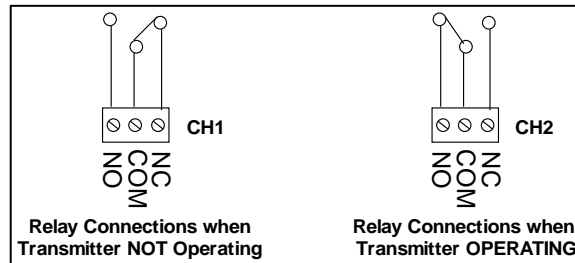 CH1
NO
COM
NC
Relay Connections when
Transmitter NOT Operating
CH2
NO
COM
NC
Relay Connections when
Transmitter OPERATING